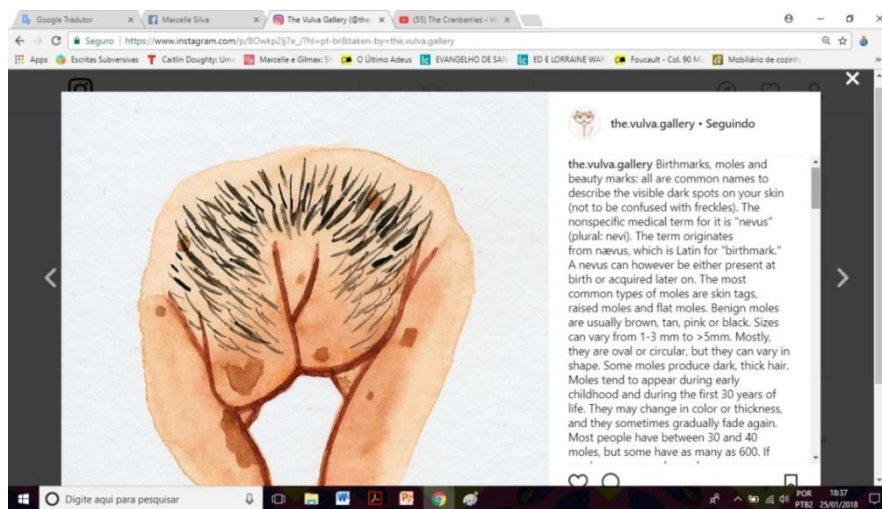 Google Tradutor
Marcelle Silva
The Vulva Gallery (@the
(55) The Cranberries - W
Seguro | https://www.instagram.com/p/BOwkp2lj7e_/?hl=pt-br&taken-by=the.vulva.gallery
Apps Escritas Subversivas Caitlin Doughty: Um Marcelle e Gilmax: S O Último Adeus EVANGELHO DE SAN ED E LORRAINE WAR Foucault - Col. 90 M Mobiliário de cozinh
the.vulva.gallery • Seguindo
the.vulva.gallery Birthmarks, moles and
beauty marks: all are common names to
describe the visible dark spots on your skin
(not to be confused with freckles). The
nonspecific medical term for it is "nevus"
(plural: nevi). The term originates
from nævus, which is Latin for "birthmark."
A nevus can however be either present at
birth or acquired later on. The most
common types of moles are skin tags,
raised moles and flat moles. Benign moles
are usually brown, tan, pink or black. Sizes
can vary from 1-3 mm to >5mm. Mostly,
they are oval or circular, but they can vary in
shape. Some moles produce dark, thick hair.
Moles tend to appear during early
childhood and during the first 30 years of
life. They may change in color or thickness,
and they sometimes gradually fade again.
Most people have between 30 and 40
moles, but some have as many as 600. If
Digite aqui para pesquisar
POR
PTB2
18:37
25/01/2018